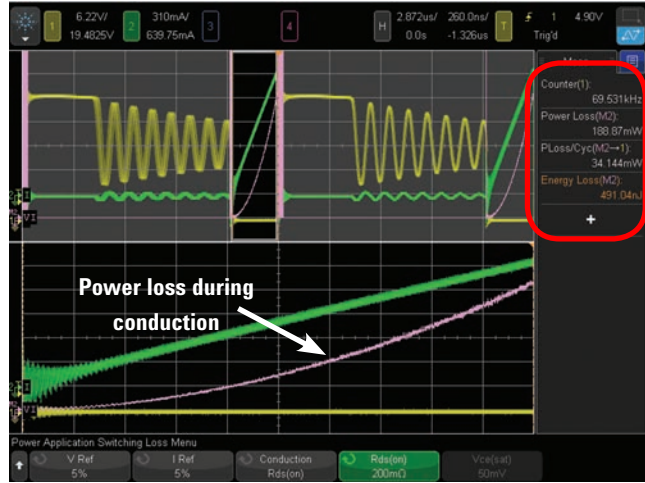 1 6.22V/ 2 310mA/ 3 4 H 2.872us/ 260.0ns/ T 1 4.90V
19.4825V 639.75mA 0.0s -1.326us Trig'd
Meas
Counter(1):
69.531kHz
Power Loss(M2):
188.87mW
PLoss/Cyc(M2→1):
34.144mW
Energy Loss(M2):
491.04nJ
+
Power loss during
conduction
Power Application Switching Loss Menu
V Ref I Ref Conduction Rds(on) Vce(sat)
5% 5% Rds(on) 200mΩ 50mV